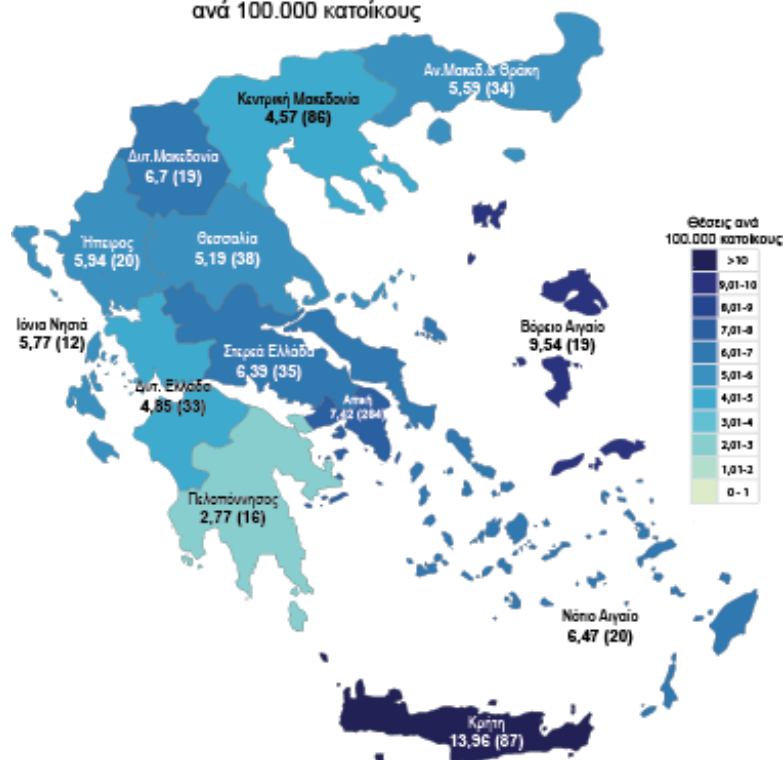 ανά 100.000 κατοίκους
Αν.Μακεδ.& Θράκη
5,59 (34)
Κεντρική Μακεδονία
4,57 (86)
Δυτ.Μακεδονία
6,7 (19)
Ήπειρος
5,94 (20)
Θεσσαλία
5,19 (38)
Ιόνια Νησιά
5,77 (12)
Στερεά Ελλάδα
6,39 (35)
Βόρειο Αιγαίο
9,54 (19)
Δυτ. Ελλάδα
4,85 (33)
Αττική
7,42 (284)
Πελοπόννησος
2,77 (16)
Νότιο Αιγαίο
6,47 (20)
Κρήτη
13,96 (87)
Θέσεις ανά
100.000 κατοίκους
>10
9,01-10
8,01-9
7,01-8
6,01-7
5,01-6
4,01-5
3,01-4
2,01-3
1,01-2
0-1